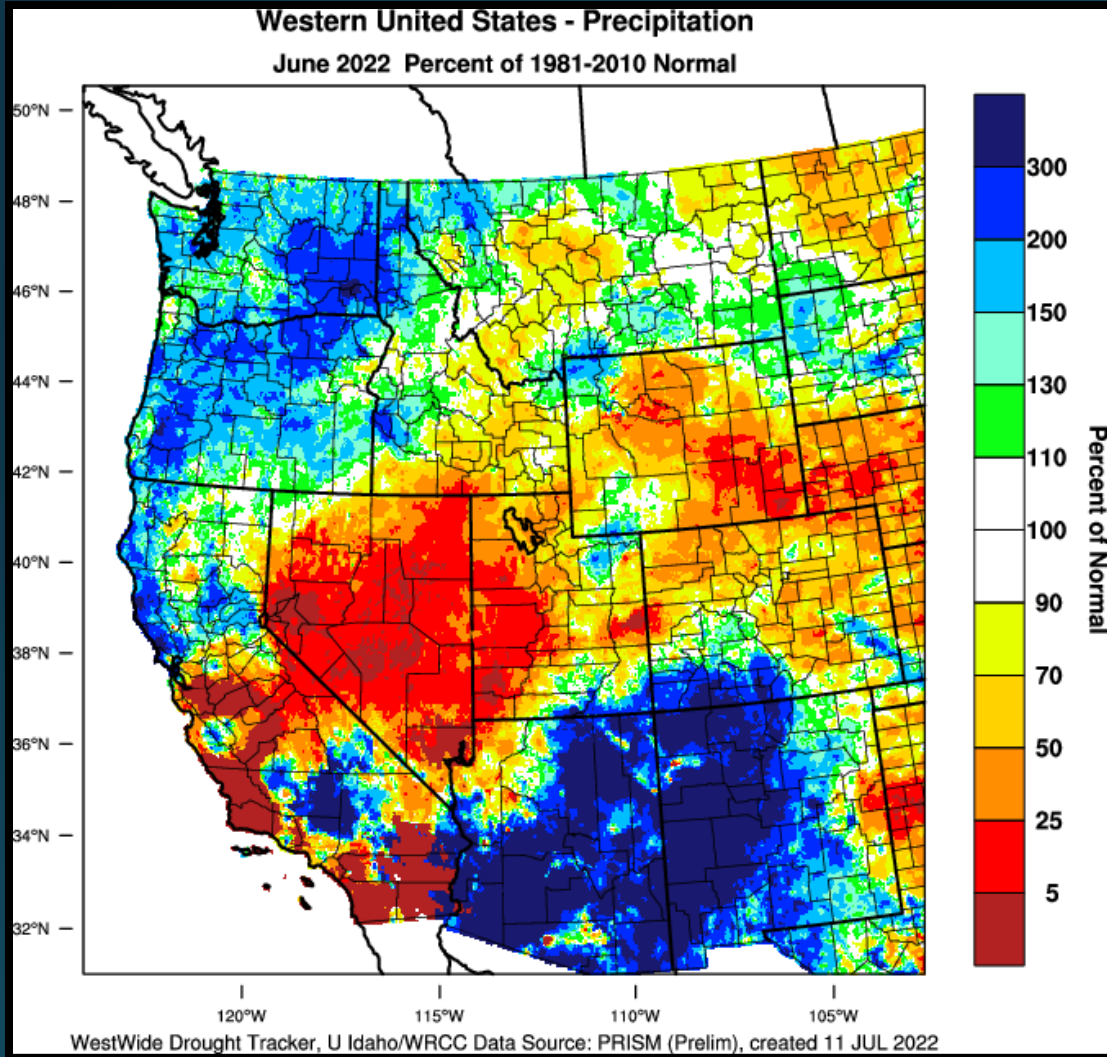 Western United States - Precipitation
June 2022 Percent of 1981-2010 Normal
50°N
48°N
46°N
44°N
42°N
40°N
38°N
36°N
34°N
32°N
120°W
115°W
110°W
105°W
300
200
150
130
110
100
90
70
50
25
5
Percent of Normal
WestWide Drought Tracker, U Idaho/WRCC Data Source: PRISM (Prelim), created 11 JUL 2022